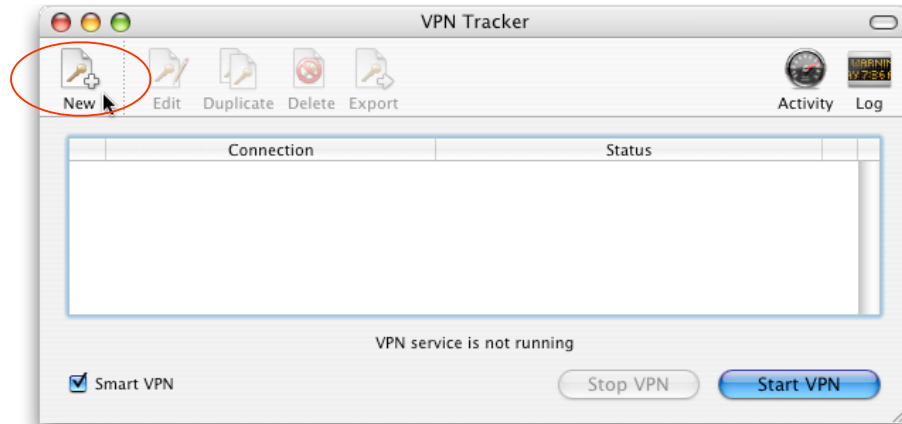 VPN Tracker
New Edit Duplicate Delete Export Activity Log
Connection Status
VPN service is not running
Smart VPN Stop VPN Start VPN